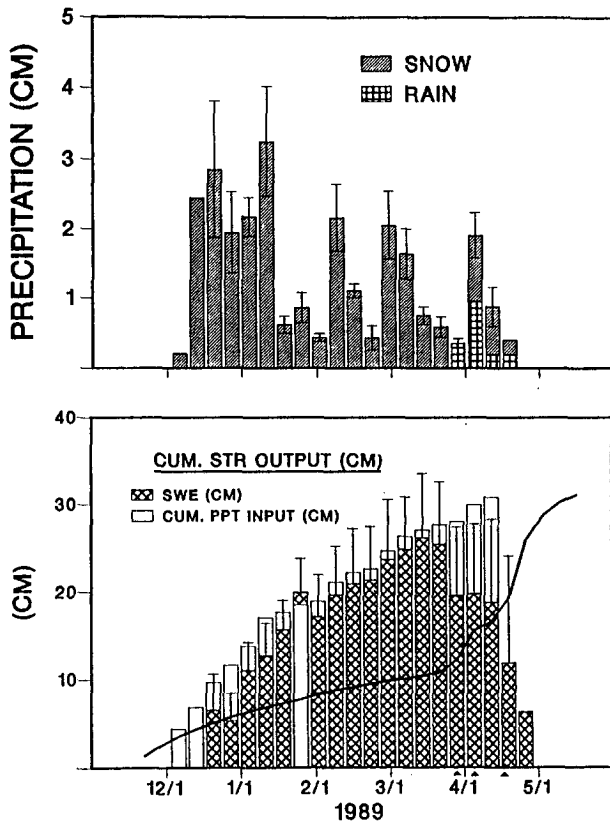 PRECIPITATION (CM)
5
4
3
2
1
SNOW
RAIN
(CM)
40
30
20
10
CUM. STR OUTPUT (CM)
SWE (CM)
CUM. PPT INPUT (CM)
12/1 1/1 2/1 3/1 4/1 5/1
1989